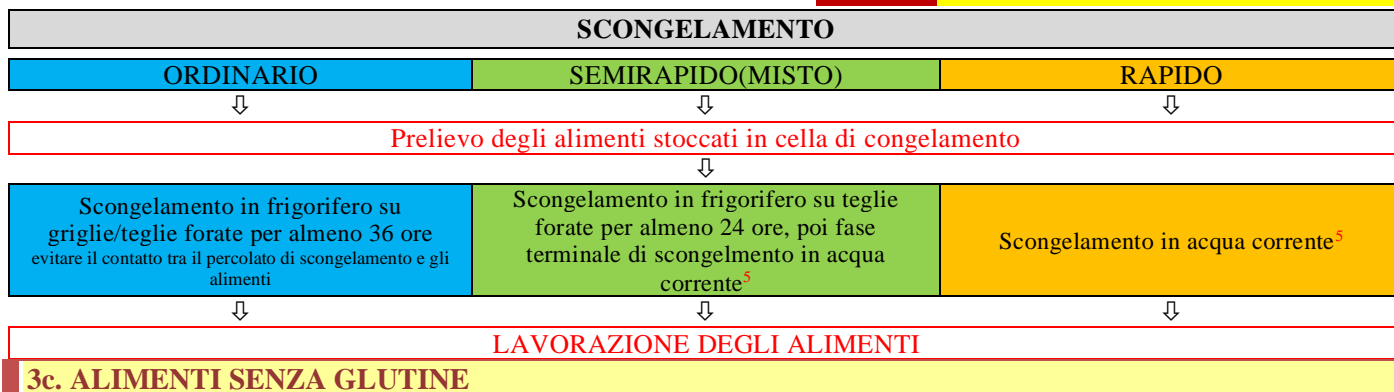 SCONGELAMENTO
ORDINARIO
SEMIRAPIDO(MISTO)
RAPIDO
⇩ ⇩ ⇩
Prelievo degli alimenti stoccati in cella di congelamento
⇩
Scongelamento in frigorifero su
griglie/teglie forate per almeno 36 ore
evitare il contatto tra il percolato di scongelamento e gli
alimenti
Scongelamento in frigorifero su teglie
forate per almeno 24 ore, poi fase
terminale di scongelmento in acqua
corrente⁵
Scongelamento in acqua corrente⁵
⇩ ⇩ ⇩
LAVORAZIONE DEGLI ALIMENTI
3c. ALIMENTI SENZA GLUTINE